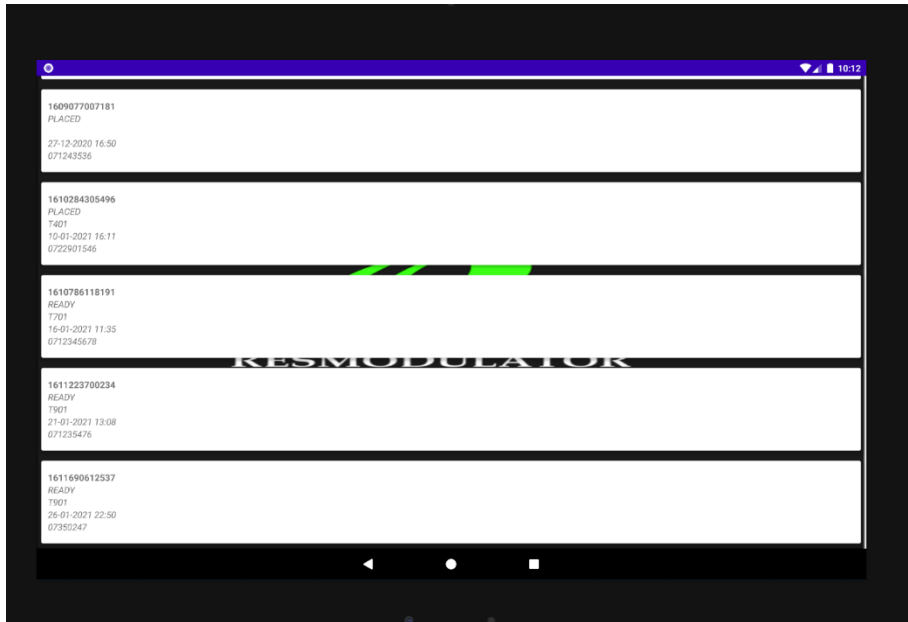 10:12
1609077007181
PLACED
27-12-2020 16:50
071243536
1610284305496
PLACED
T401
10-01-2021 16:11
0722901546
1610786118191
READY
T701
16-01-2021 11:35
0712345678
RESMODULATOR
1611223700234
READY
T901
21-01-2021 13:08
071235476
1611690612537
READY
T901
26-01-2021 22:50
07350247